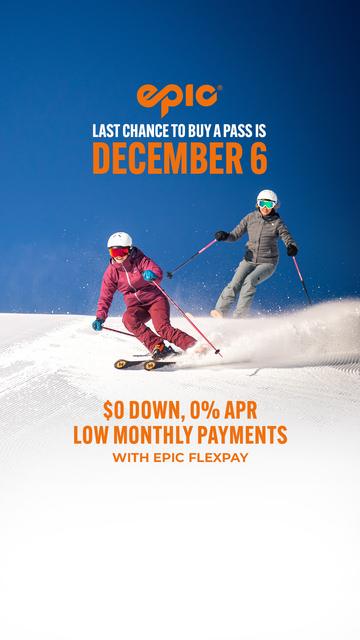 epic
LAST CHANCE TO BUY A PASS IS
DECEMBER 6
$0 DOWN, 0% APR
LOW MONTHLY PAYMENTS
WITH EPIC FLEXPAY